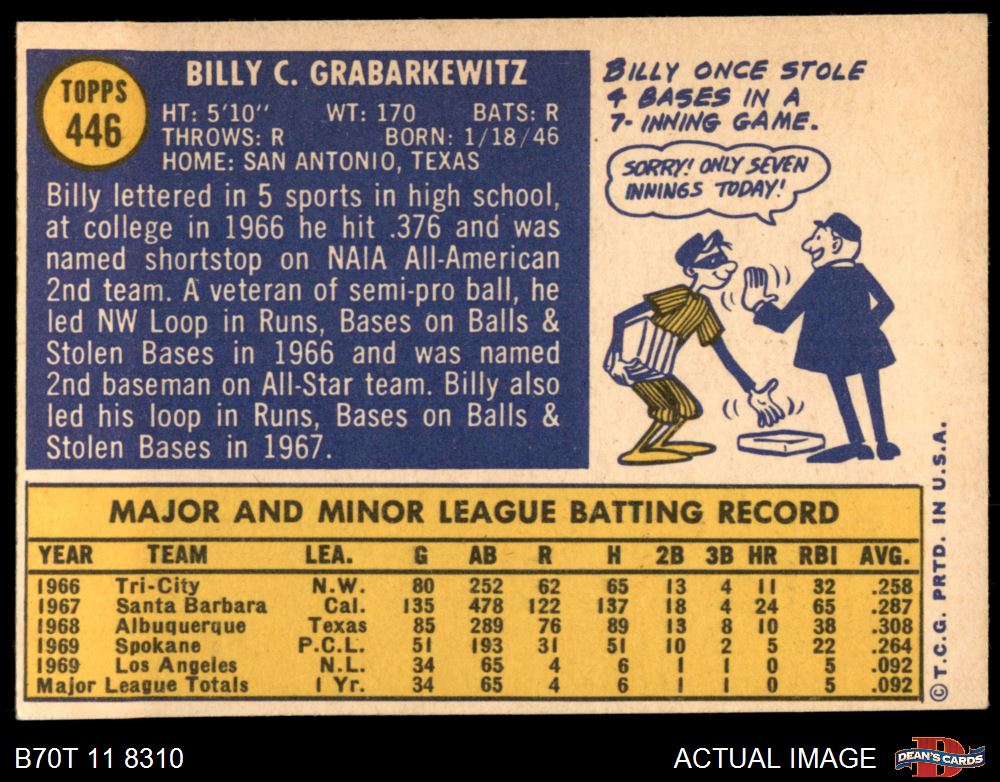 TOPPS
446
BILLY C. GRABARKEWITZ
HT: 5'10" WT: 170 BATS: R
THROWS: R BORN: 1/18/46
HOME: SAN ANTONIO, TEXAS
Billy lettered in 5 sports in high school,
at college in 1966 he hit .376 and was
named shortstop on NAIA All-American
2nd team. A veteran of semi-pro ball, he
led NW Loop in Runs, Bases on Balls &
Stolen Bases in 1966 and was named
2nd baseman on All-Star team. Billy also
led his loop in Runs, Bases on Balls &
Stolen Bases in 1967.
BILLY ONCE STOLE
4 BASES IN A
7-INNING GAME.
SORRY! ONLY SEVEN
INNINGS TODAY!
MAJOR AND MINOR LEAGUE BATTING RECORD
YEAR TEAM LEA. G AB R H 2B 3B HR RBI AVG.
1966 Tri-City N.W. 80 252 62 65 13 4 11 32 .258
1967 Santa Barbara Cal. 135 478 122 137 18 4 24 65 .287
1968 Albuquerque Texas 85 289 76 89 13 8 10 38 .308
1969 Spokane P.C.L. 51 193 31 51 10 2 5 22 .264
1969 Los Angeles N.L. 34 65 4 6 1 1 0 5 .092
Major League Totals 1 Yr. 34 65 4 6 1 1 0 5 .092
© T.C.G. PRTD. IN U.S.A.
B70T 11 8310
ACTUAL IMAGE
D
DEAN'S CARDS